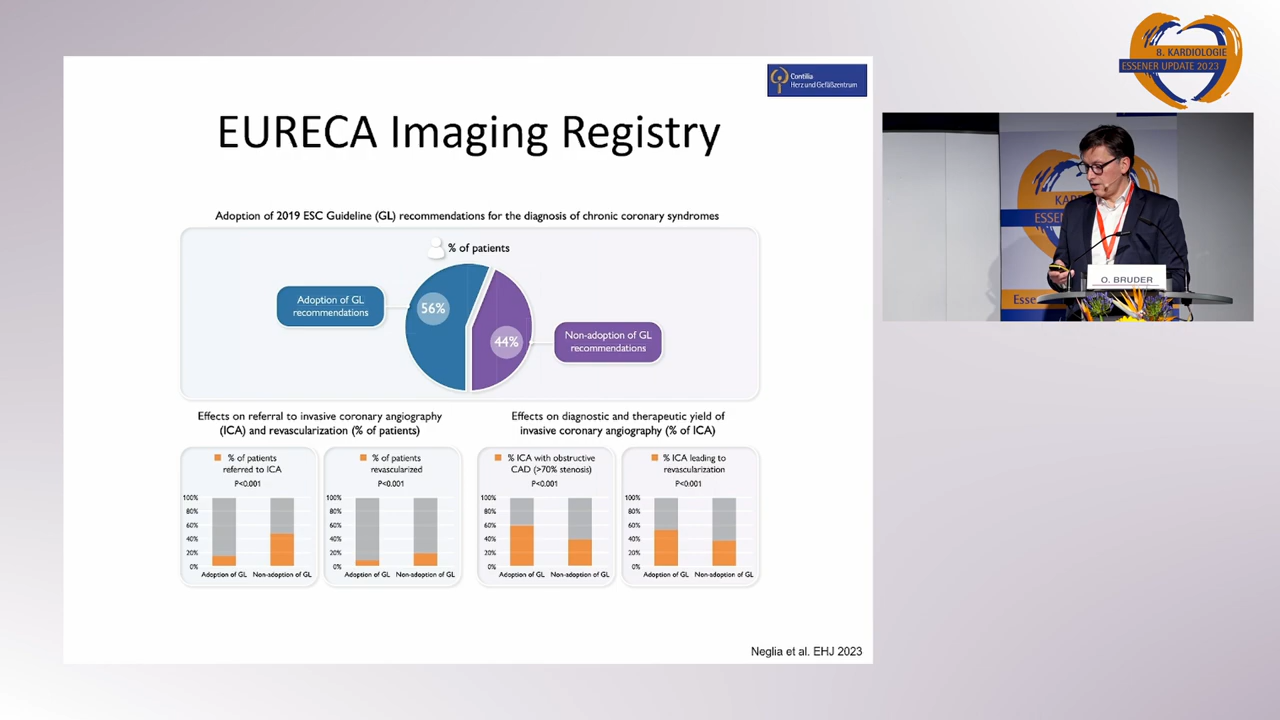 8. KARDIOLOGIE
ESSENER UPDATE 2023
Contilia
Herz und Gefäßzentrum
EURECA Imaging Registry
Adoption of 2019 ESC Guideline (GL) recommendations for the diagnosis of chronic coronary syndromes
% of patients
Adoption of GL
recommendations
56%
44%
Non-adoption of GL
recommendations
Effects on referral to invasive coronary angiography
(ICA) and revascularization (% of patients)
Effects on diagnostic and therapeutic yield of
invasive coronary angiography (% of ICA)
% of patients
referred to ICA
P<0.001
100%
80%
60%
40%
20%
0%
Adoption of GL Non-adoption of GL
% of patients
revascularized
P<0.001
100%
80%
60%
40%
20%
0%
Adoption of GL Non-adoption of GL
% ICA with obstructive
CAD (>70% stenosis)
P<0.001
100%
80%
60%
40%
20%
0%
Adoption of GL Non-adoption of GL
% ICA leading to
revascularization
P<0.001
100%
80%
60%
40%
20%
0%
Adoption of GL Non-adoption of GL
Neglia et al. EHJ 2023
KA
ESSEN
O. BRUDER
Esse